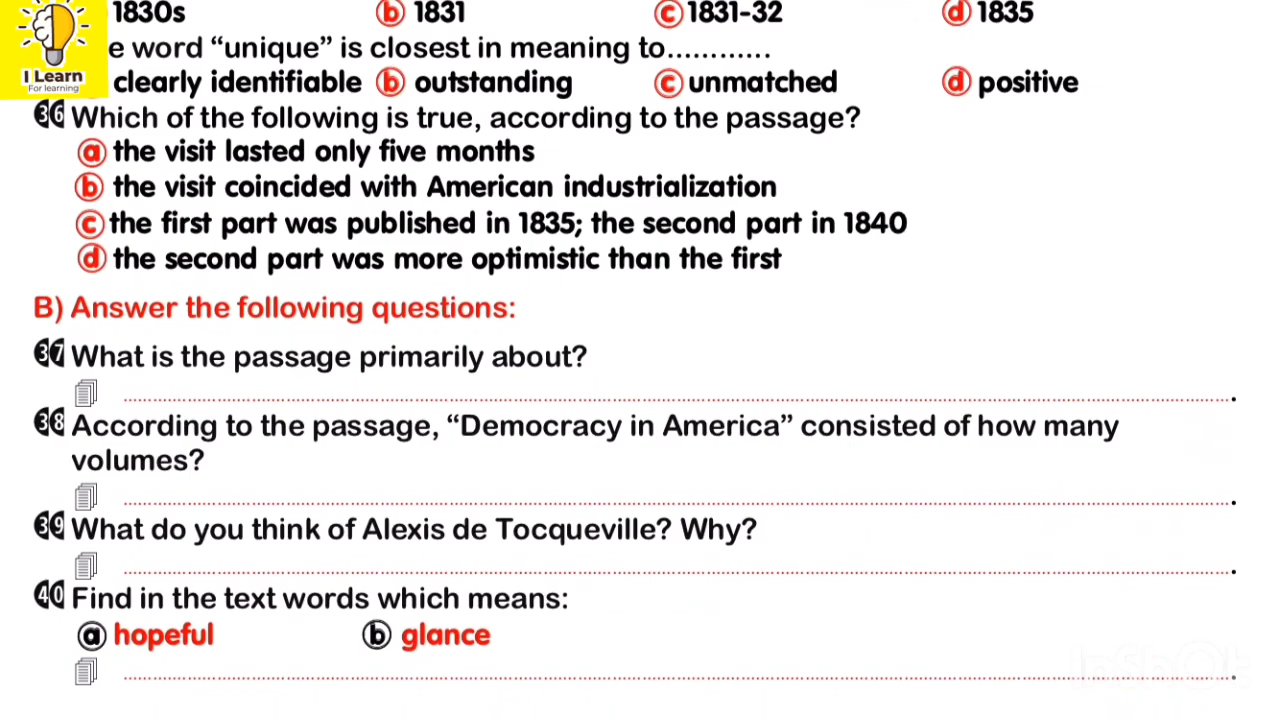 1830s b 1831 c 1831-32 d 1835
e word “unique” is closest in meaning to............
clearly identifiable b outstanding c unmatched d positive
36 Which of the following is true, according to the passage?
a the visit lasted only five months
b the visit coincided with American industrialization
c the first part was published in 1835; the second part in 1840
d the second part was more optimistic than the first
B) Answer the following questions:
37 What is the passage primarily about?
38 According to the passage, “Democracy in America” consisted of how many
volumes?
39 What do you think of Alexis de Tocqueville? Why?
40 Find in the text words which means:
a hopeful b glance
I Learn
For learning
InShOt